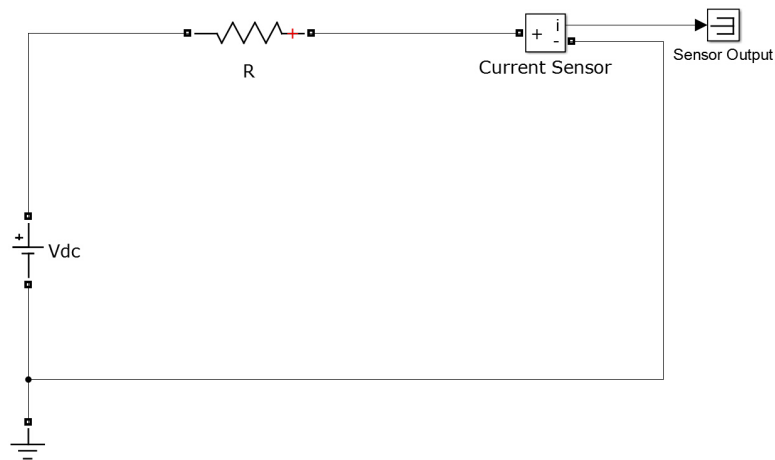 +
i
+
-
Sensor Output
R
Current Sensor
+
Vdc